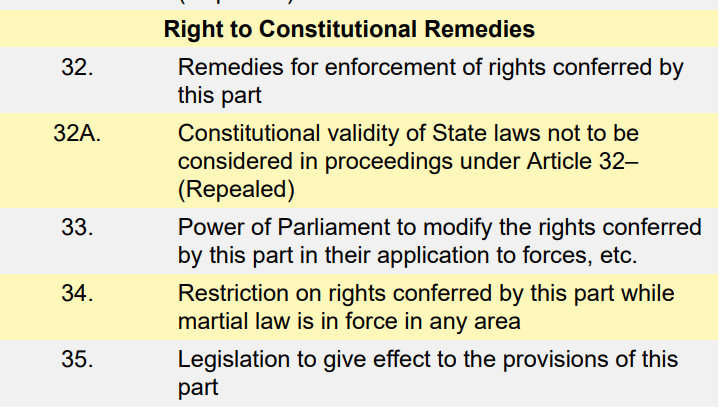 Right to Constitutional Remedies
32. Remedies for enforcement of rights conferred by
this part
32A. Constitutional validity of State laws not to be
considered in proceedings under Article 32–
(Repealed)
33. Power of Parliament to modify the rights conferred
by this part in their application to forces, etc.
34. Restriction on rights conferred by this part while
martial law is in force in any area
35. Legislation to give effect to the provisions of this
part